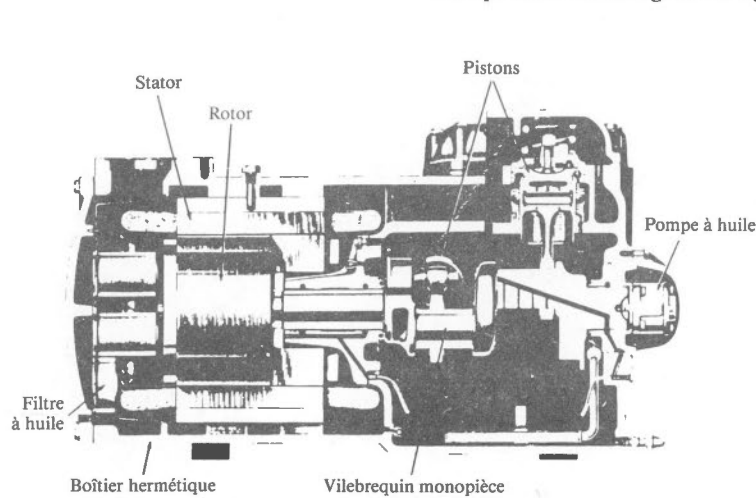 Pistons
Stator
Rotor
Pompe à huile
Filtre
à huile
Boîtier hermétique
Vilebrequin monopièce